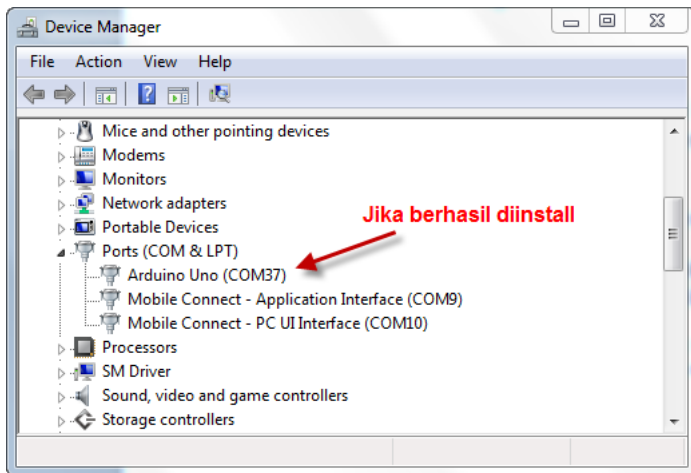 Device Manager
File Action View Help
Mice and other pointing devices
Modems
Monitors
Network adapters
Portable Devices
Jika berhasil diinstall
Ports (COM & LPT)
Arduino Uno (COM37)
Mobile Connect - Application Interface (COM9)
Mobile Connect - PC UI Interface (COM10)
Processors
SM Driver
Sound, video and game controllers
Storage controllers